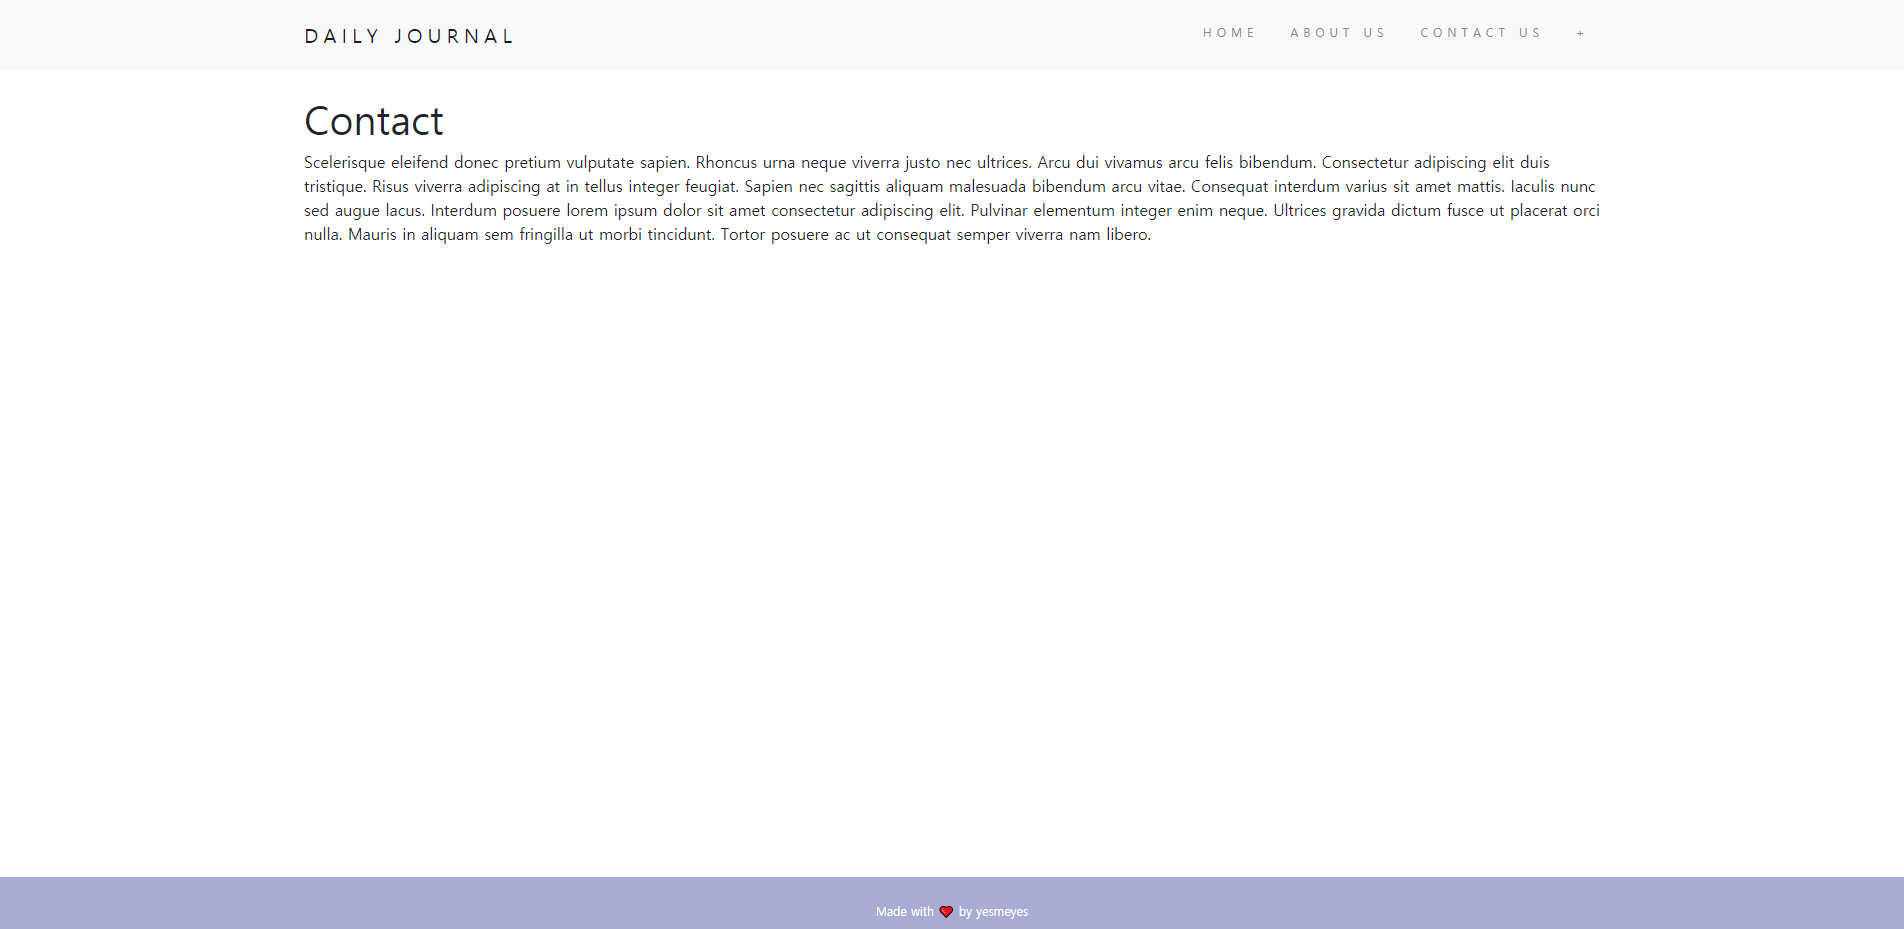 DAILY JOURNAL
HOME ABOUT US CONTACT US +
Contact
Scelerisque eleifend donec pretium vulputate sapien. Rhoncus urna neque viverra justo nec ultrices. Arcu dui vivamus arcu felis bibendum. Consectetur adipiscing elit duis
tristique. Risus viverra adipiscing at in tellus integer feugiat. Sapien nec sagittis aliquam malesuada bibendum arcu vitae. Consequat interdum varius sit amet mattis. Iaculis nunc
sed augue lacus. Interdum posuere lorem ipsum dolor sit amet consectetur adipiscing elit. Pulvinar elementum integer enim neque. Ultrices gravida dictum fusce ut placerat orci
nulla. Mauris in aliquam sem fringilla ut morbi tincidunt. Tortor posuere ac ut consequat semper viverra nam libero.
Made with ❤ by yesmeyes